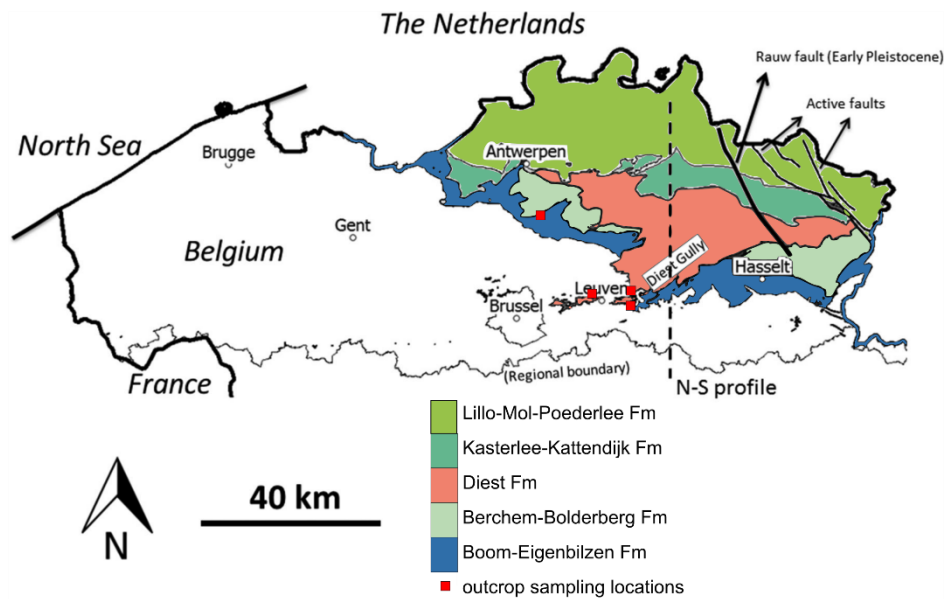 The Netherlands
Rauw fault (Early Pleistocene)
Active faults
North Sea
Brugge
Antwerpen
Gent
Belgium
Diest Gully
Hasselt
Leuven
Brussel
France
(Regional boundary)
N-S profile
Lillo-Mol-Poederlee Fm
Kasterlee-Kattendijk Fm
Diest Fm
Berchem-Bolderberg Fm
Boom-Eigenbilzen Fm
outcrop sampling locations
40 km
N